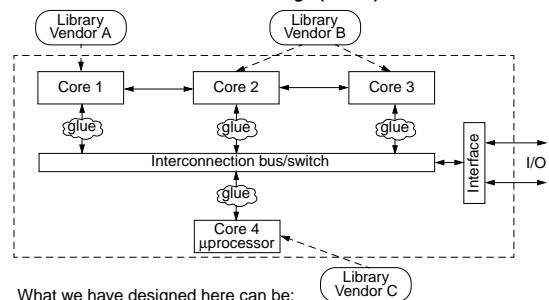 Library
Vendor A
Library
Vendor B
Core 1
Core 2
Core 3
glue
glue
glue
Interconnection bus/switch
Interface
I/O
glue
Core 4
µprocessor
Library
Vendor C
What we have designed here can be: